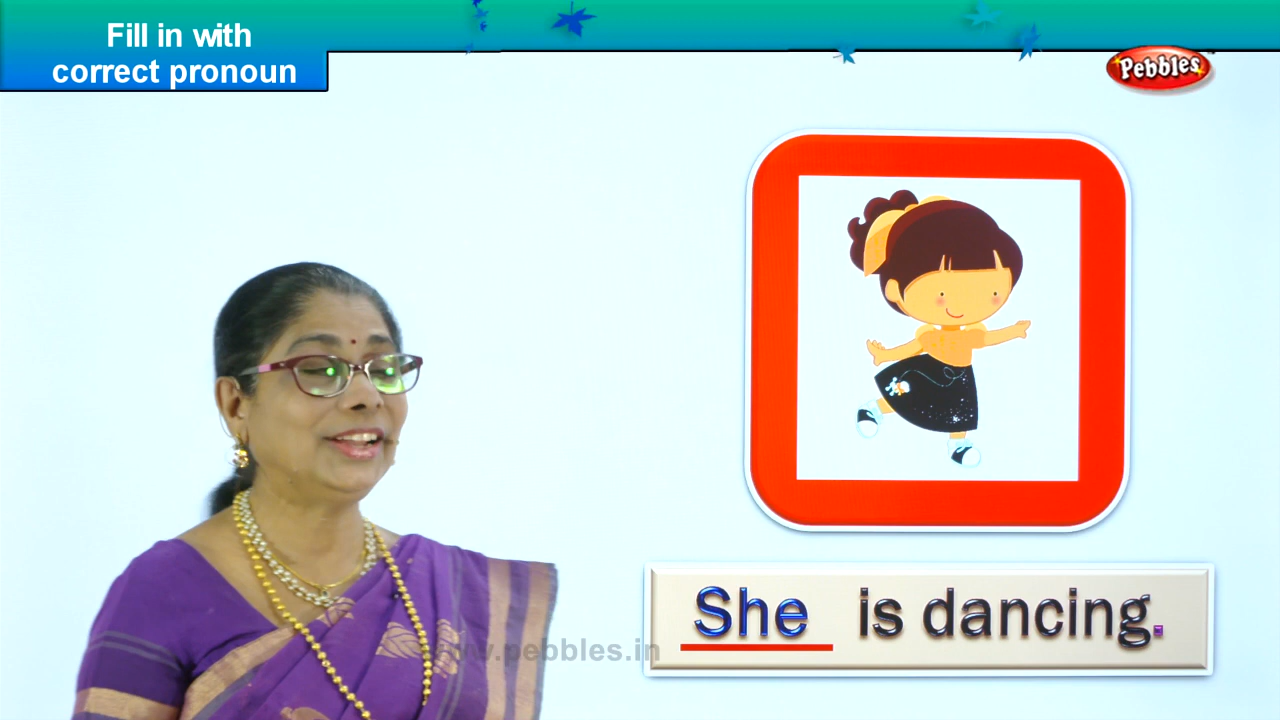 Fill in with
correct pronoun
Pebbles
She is dancing.
www.pebbles.in